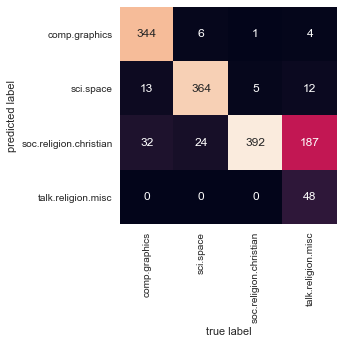 comp.graphics 344 6 1 4
sci.space 13 364 5 12
soc.religion.christian 32 24 392 187
talk.religion.misc 0 0 0 48
predicted label
comp.graphics
sci.space
soc.religion.christian
talk.religion.misc
true label